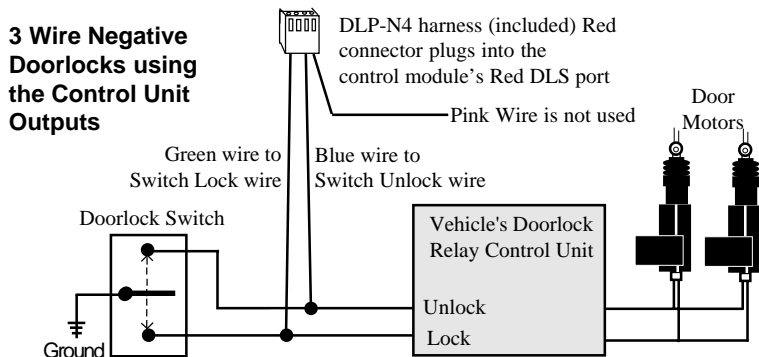 3 Wire Negative
Doorlocks using
the Control Unit
Outputs
DLP-N4 harness (included) Red
connector plugs into the
control module's Red DLS port
Pink Wire is not used
Door
Motors
Green wire to
Switch Lock wire
Blue wire to
Switch Unlock wire
Doorlock Switch
Vehicle's Doorlock
Relay Control Unit
Unlock
Lock
Ground